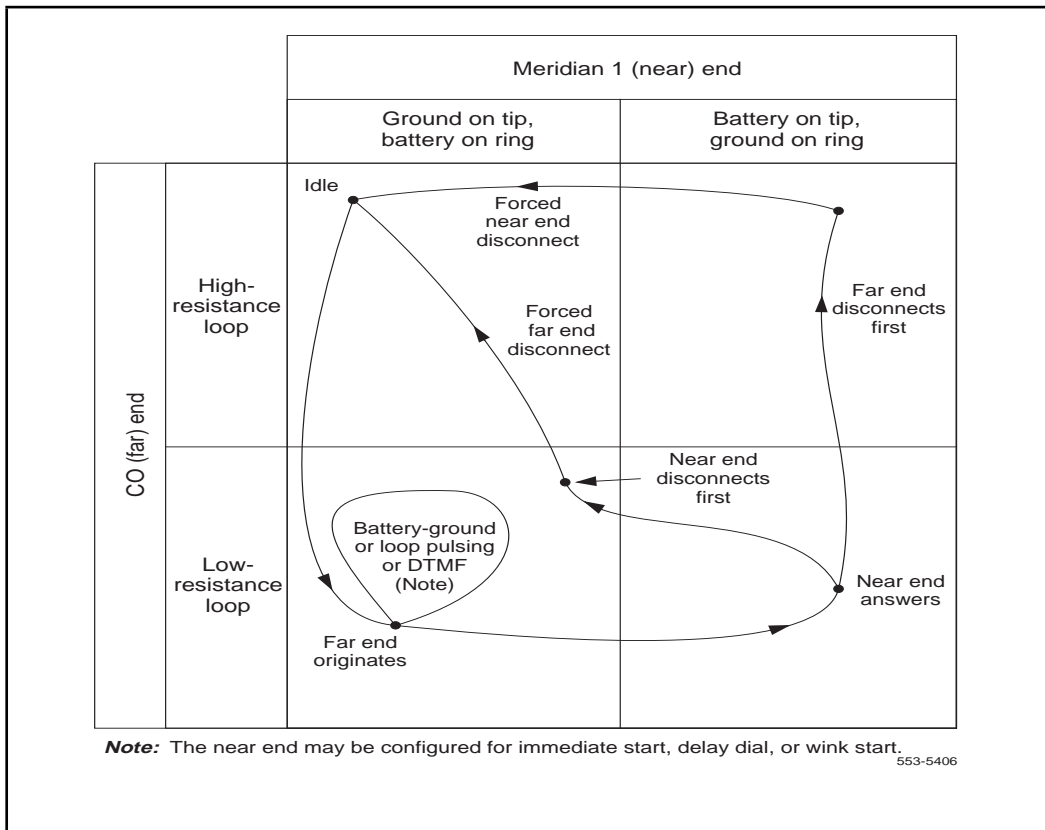 Meridian 1 (near) end
Ground on tip,
battery on ring
Battery on tip,
ground on ring
CO (far) end
High-
resistance
loop
Idle
Forced
near end
disconnect
Forced
far end
disconnect
Far end
disconnects
first
Low-
resistance
loop
Near end
disconnects
first
Battery-ground
or loop pulsing
or DTMF
(Note)
Far end
originates
Near end
answers
Note: The near end may be configured for immediate start, delay dial, or wink start.
553-5406